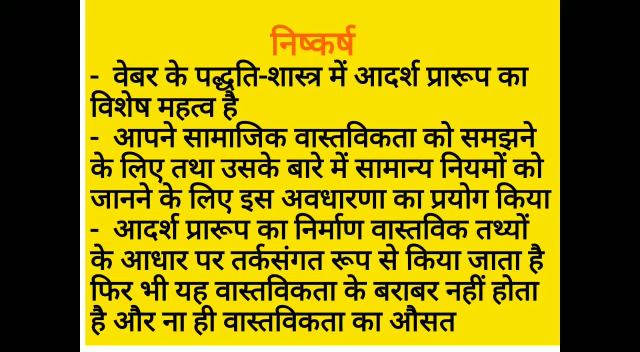 निष्कर्ष
- वेबर के पद्धति-शास्त्र में आदर्श प्रारूप का
विशेष महत्व है
- आपने सामाजिक वास्तविकता को समझने
के लिए तथा उसके बारे में सामान्य नियमों को
जानने के लिए इस अवधारणा का प्रयोग किया
- आदर्श प्रारूप का निर्माण वास्तविक तथ्यों
के आधार पर तर्कसंगत रूप से किया जाता है
फिर भी यह वास्तविकता के बराबर नहीं होता
है और ना ही वास्तविकता का औसत